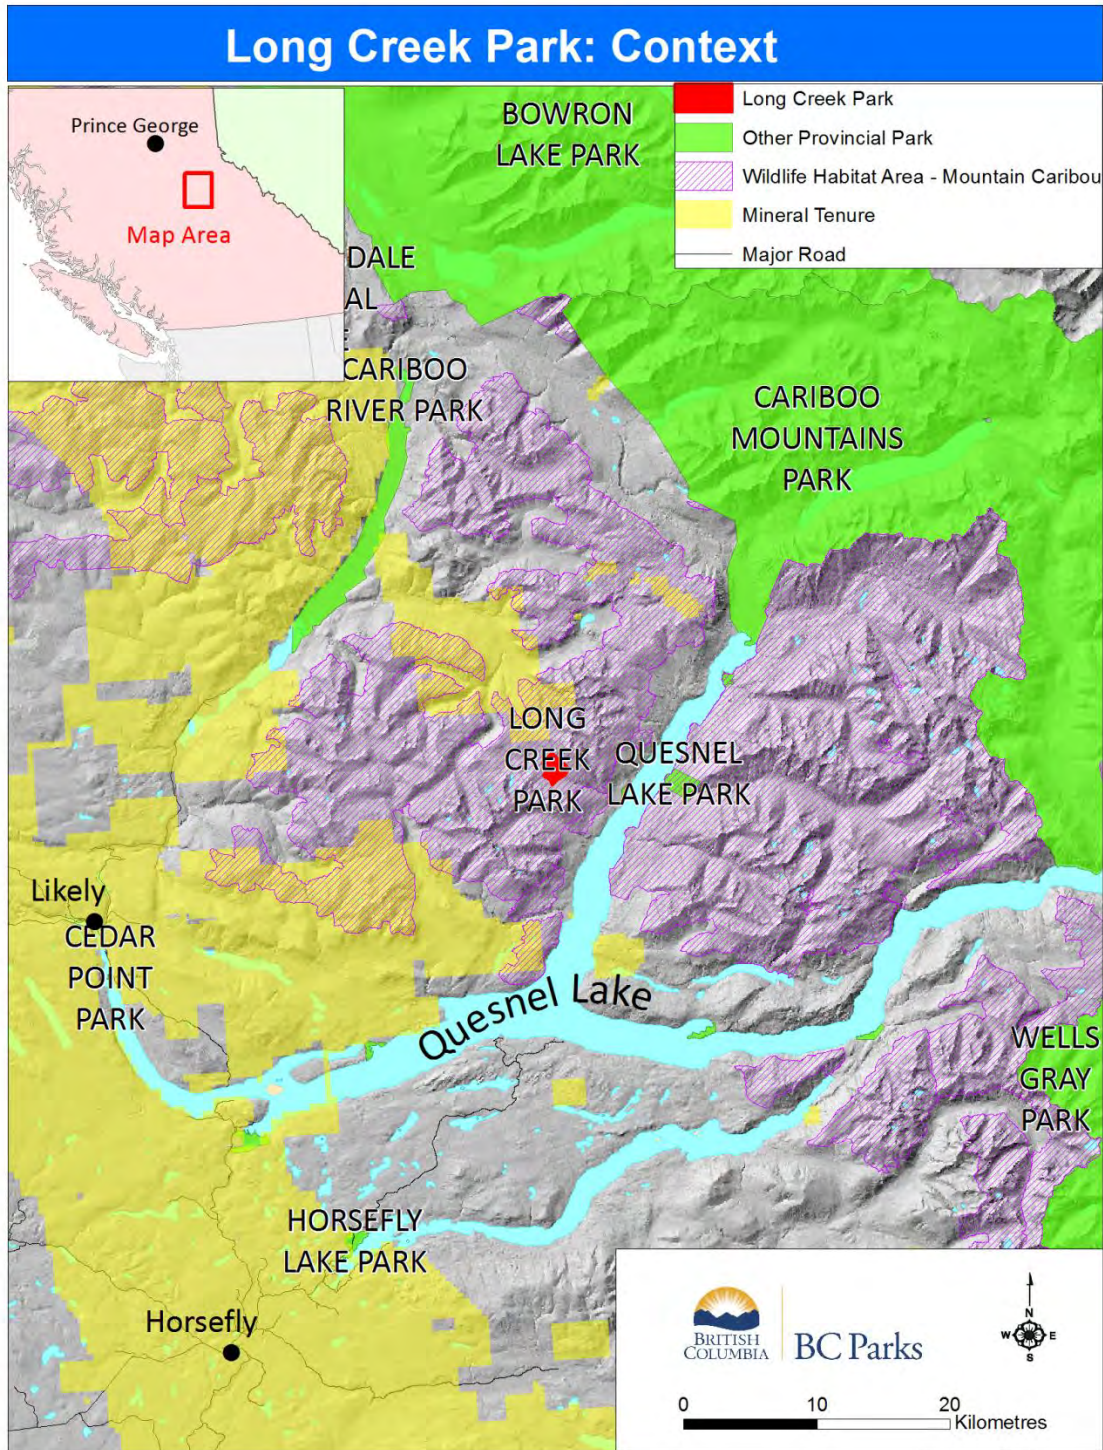 Long Creek Park: Context
Prince George
Map Area
Long Creek Park
Other Provincial Park
Wildlife Habitat Area - Mountain Caribou
Mineral Tenure
Major Road
BOWRON
LAKE PARK
DALE
AL
E
CARIBOO
RIVER PARK
CARIBOO
MOUNTAINS
PARK
LONG
CREEK
PARK
QUESNEL
LAKE PARK
Likely
CEDAR
POINT
PARK
Quesnel Lake
WELLS
GRAY
PARK
HORSEFLY
LAKE PARK
Horsefly
BRITISH
COLUMBIA
BC Parks
N
W E
S
0 10 20
Kilometres